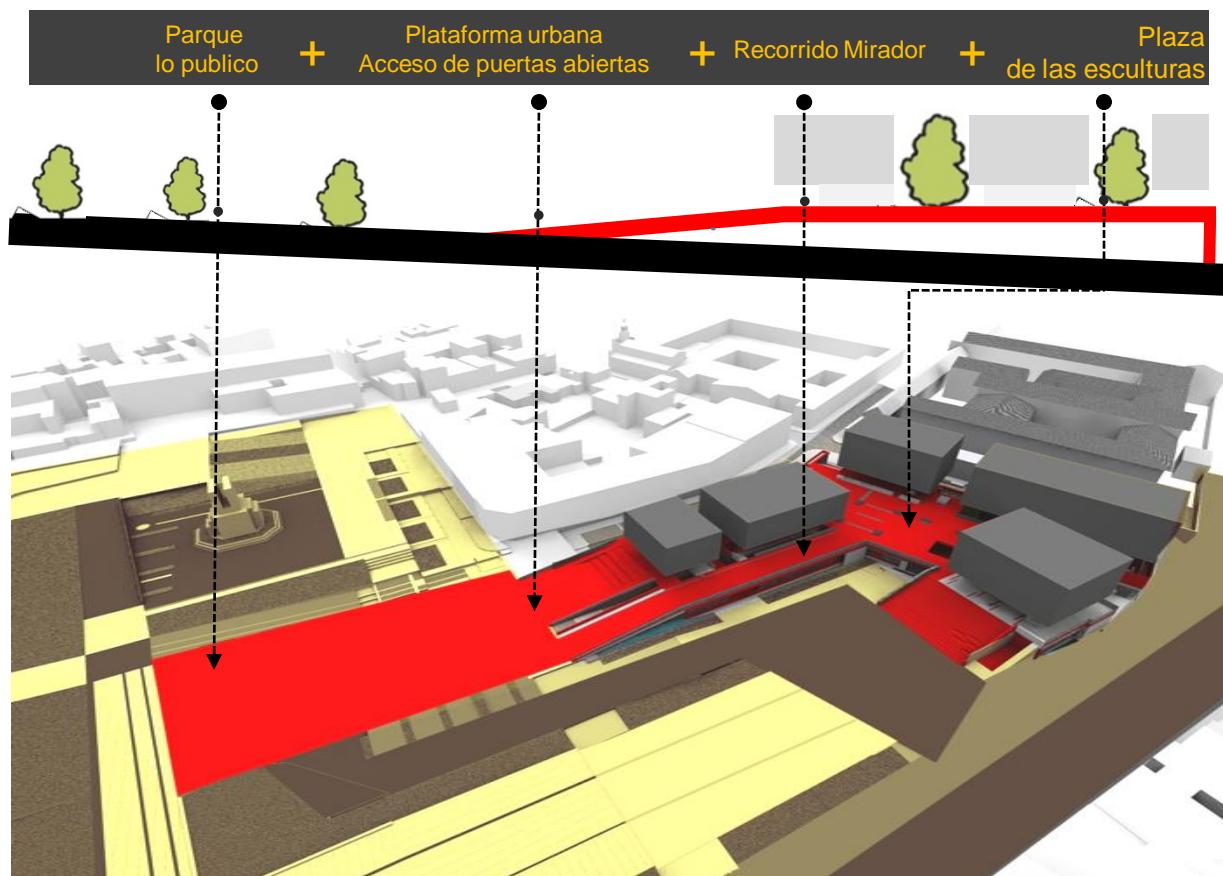 Parque
lo publico
+
Plataforma urbana
Acceso de puertas abiertas
+
Recorrido Mirador
+
Plaza
de las esculturas